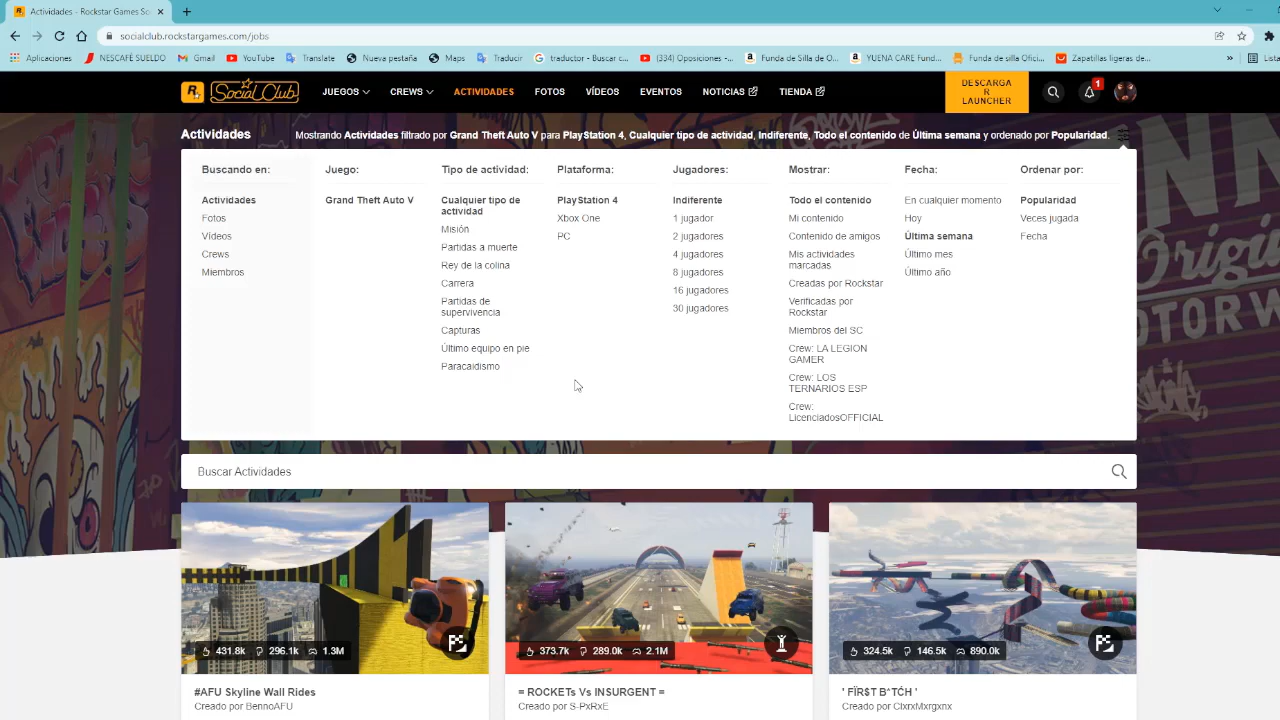 Actividades - Rockstar Games So
socialclub.rockstargames.com/jobs
Aplicaciones
NESCAFÉ SUELDO
Gmail
YouTube
Translate
Nueva pestaña
Maps
Traducir
traductor - Buscar c...
(334) Oposiciones -...
Funda de Silla de O...
YUENA CARE Fund...
Funda de silla Ofici...
Zapatillas ligeras de...
»
Lista
R
Social Club
JUEGOS
CREWS
ACTIVIDADES
FOTOS
VÍDEOS
EVENTOS
NOTICIAS
TIENDA
DESCARGA
R
LAUNCHER
1
Actividades
Mostrando Actividades filtrado por Grand Theft Auto V para PlayStation 4, Cualquier tipo de actividad, Indiferente, Todo el contenido de Última semana y ordenado por Popularidad.
Buscando en:
Actividades
Fotos
Vídeos
Crews
Miembros
Juego:
Grand Theft Auto V
Tipo de actividad:
Cualquier tipo de
actividad
Misión
Partidas a muerte
Rey de la colina
Carrera
Partidas de
supervivencia
Capturas
Último equipo en pie
Paracaidismo
Plataforma:
PlayStation 4
Xbox One
PC
Jugadores:
Indiferente
1 jugador
2 jugadores
4 jugadores
8 jugadores
16 jugadores
30 jugadores
Mostrar:
Todo el contenido
Mi contenido
Contenido de amigos
Mis actividades
marcadas
Creadas por Rockstar
Verificadas por
Rockstar
Miembros del SC
Crew: LA LEGION
GAMER
Crew: LOS
TERNARIOS ESP
Crew:
LicenciadosOFFICIAL
Fecha:
En cualquier momento
Hoy
Última semana
Último mes
Último año
Ordenar por:
Popularidad
Veces jugada
Fecha
Origin
MOTORW
Buscar Actividades
431.8k
296.1k
1.3M
373.7k
289.0k
2.1M
324.5k
146.5k
890.0k
#AFU Skyline Wall Rides
Creado por BennoAFU
= ROCKETs Vs INSURGENT =
Creado por S-PxRxE
' FÏR$T B*TĊH '
Creado por ClxrxMxrgxnx